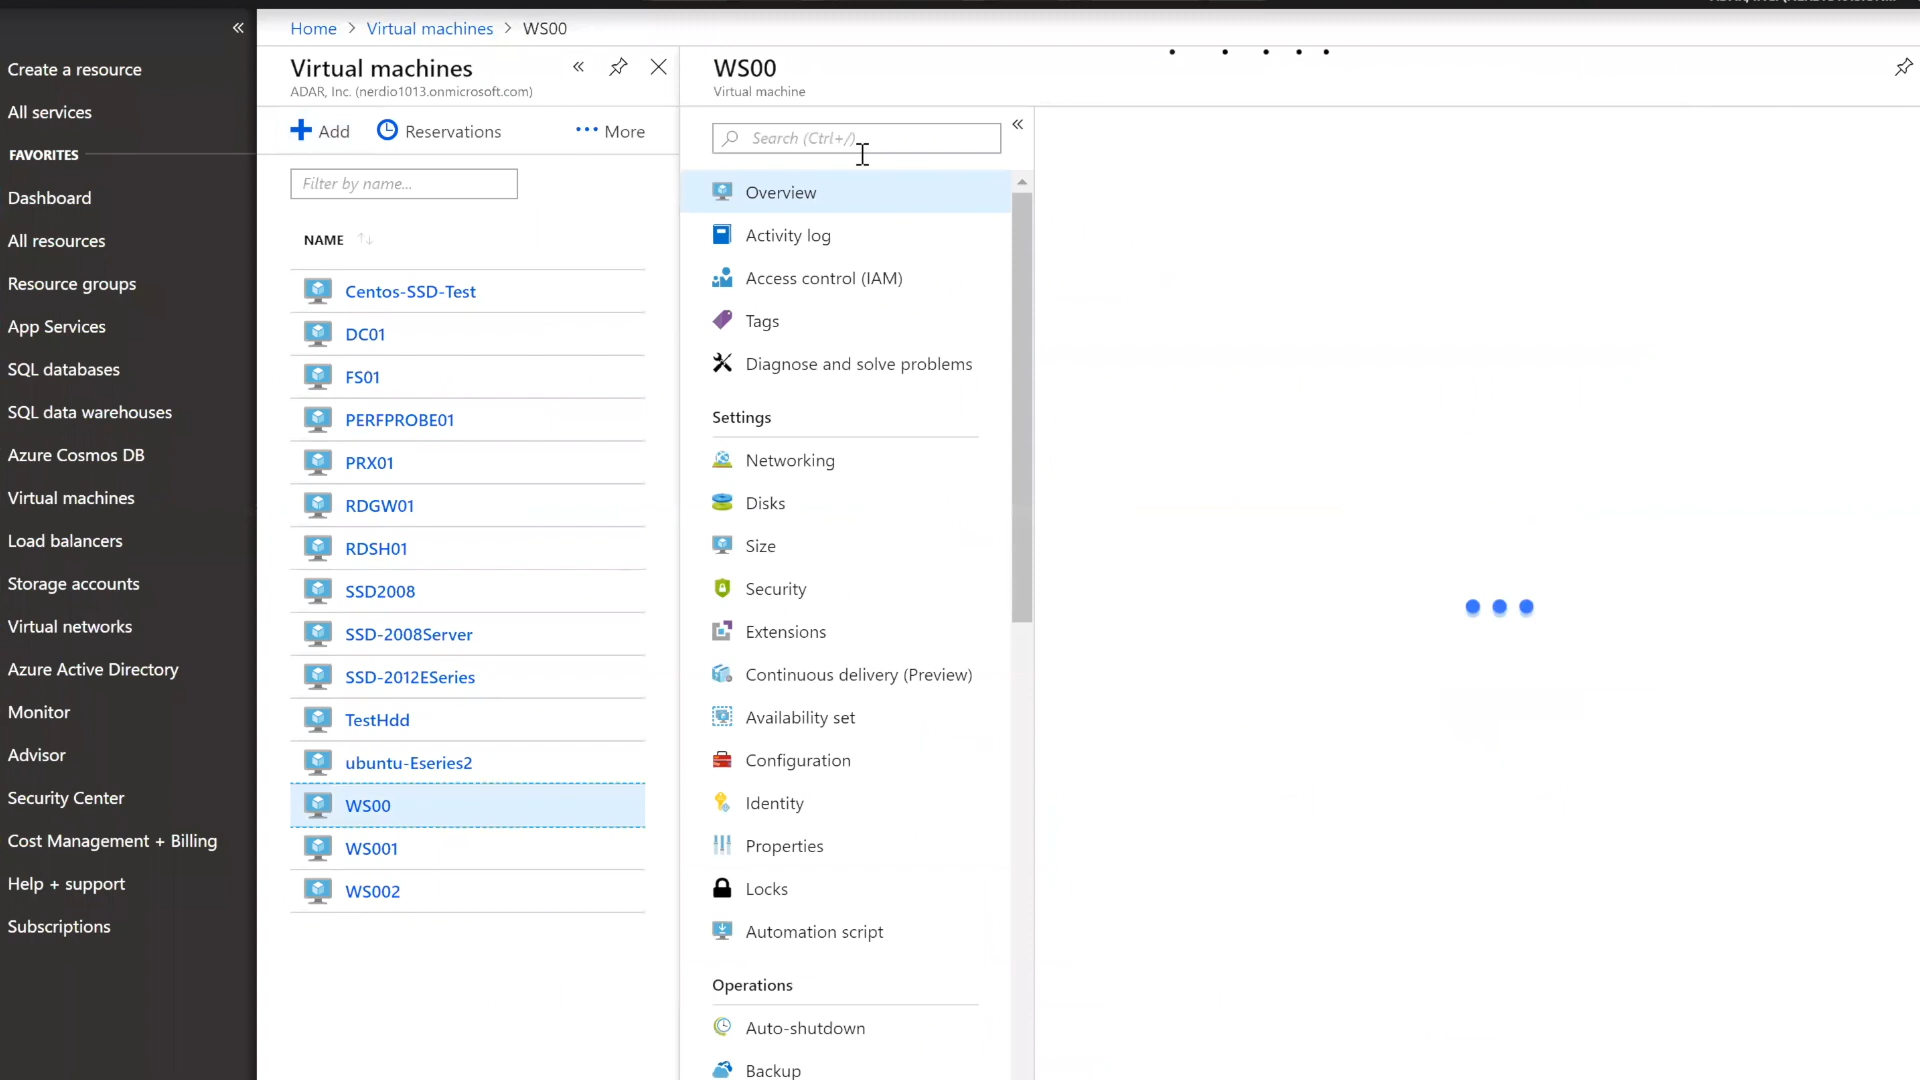 Create a resource
All services
FAVORITES
Dashboard
All resources
Resource groups
App Services
SQL databases
SQL data warehouses
Azure Cosmos DB
Virtual machines
Load balancers
Storage accounts
Virtual networks
Azure Active Directory
Monitor
Advisor
Security Center
Cost Management + Billing
Help + support
Subscriptions
Home > Virtual machines > WS00
Virtual machines
ADAR, Inc. (nerdio1013.onmicrosoft.com)
Add Reservations More
Filter by name...
NAME
Centos-SSD-Test
DC01
FS01
PERFPROBE01
PRX01
RDGW01
RDSH01
SSD2008
SSD-2008Server
SSD-2012ESeries
TestHdd
ubuntu-Eseries2
WS00
WS001
WS002
WS00
Virtual machine
Search (Ctrl+/)
Overview
Activity log
Access control (IAM)
Tags
Diagnose and solve problems
Settings
Networking
Disks
Size
Security
Extensions
Continuous delivery (Preview)
Availability set
Configuration
Identity
Properties
Locks
Automation script
Operations
Auto-shutdown
Backup